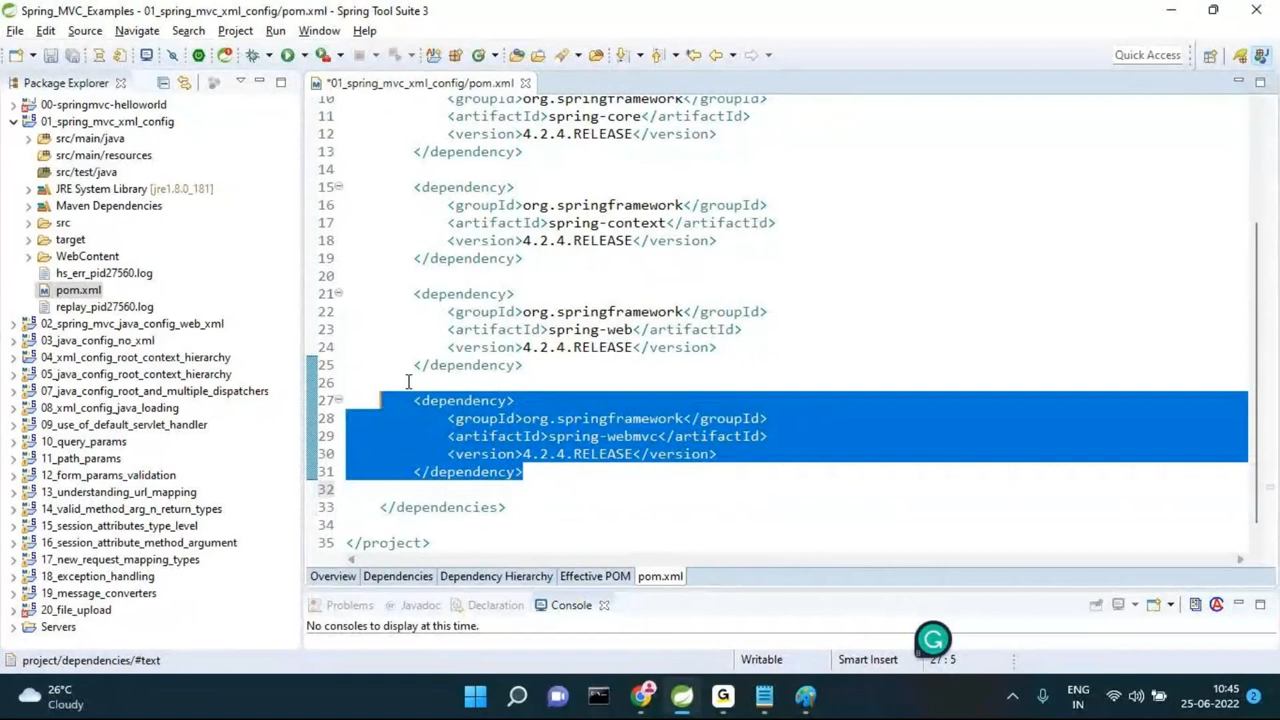 Spring_MVC_Examples - 01_spring_mvc_xml_config/pom.xml - Spring Tool Suite 3
File Edit Source Navigate Search Project Run Window Help
Quick Access
Package Explorer
00-springmvc-helloworld
01_spring_mvc_xml_config
src/main/java
src/main/resources
src/test/java
JRE System Library [jre1.8.0_181]
Maven Dependencies
src
target
WebContent
hs_err_pid27560.log
pom.xml
replay_pid27560.log
02_spring_mvc_java_config_web_xml
03_java_config_no_xml
04_xml_config_root_context_hierarchy
05_java_config_root_context_hierarchy
07_java_config_root_and_multiple_dispatchers
08_xml_config_java_loading
09_use_of_default_servlet_handler
10_query_params
11_path_params
12_form_params_validation
13_understanding_url_mapping
14_valid_method_arg_n_return_types
15_session_attributes_type_level
16_session_attribute_method_argument
17_new_request_mapping_types
18_exception_handling
19_message_converters
20_file_upload
Servers
*01_spring_mvc_xml_config/pom.xml
10 <groupId>org.springframework</groupId>
11 <artifactId>spring-core</artifactId>
12 <version>4.2.4.RELEASE</version>
13 </dependency>
14
15 <dependency>
16 <groupId>org.springframework</groupId>
17 <artifactId>spring-context</artifactId>
18 <version>4.2.4.RELEASE</version>
19 </dependency>
20
21 <dependency>
22 <groupId>org.springframework</groupId>
23 <artifactId>spring-web</artifactId>
24 <version>4.2.4.RELEASE</version>
25 </dependency>
26
27 <dependency>
28 <groupId>org.springframework</groupId>
29 <artifactId>spring-webmvc</artifactId>
30 <version>4.2.4.RELEASE</version>
31 </dependency>
32
33 </dependencies>
34
35 </project>
Overview Dependencies Dependency Hierarchy Effective POM pom.xml
Problems Javadoc Declaration Console
No consoles to display at this time.
project/dependencies/#text Writable Smart Insert 27 : 5
26°C
Cloudy
ENG
IN
10:45
25-06-2022
2